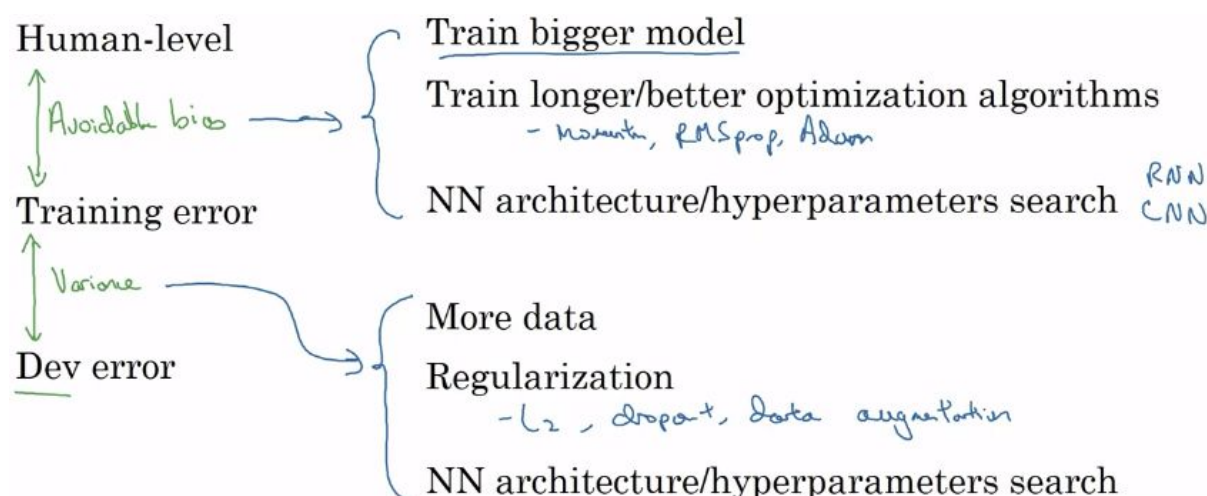 Human-level
Train bigger model
Avoidable bias
Train longer/better optimization algorithms
- Momentum, RMSprop, Adam
Training error
NN architecture/hyperparameters search
RNN
CNN
Variance
More data
Dev error
Regularization
- L2, dropout, data augmentation
NN architecture/hyperparameters search